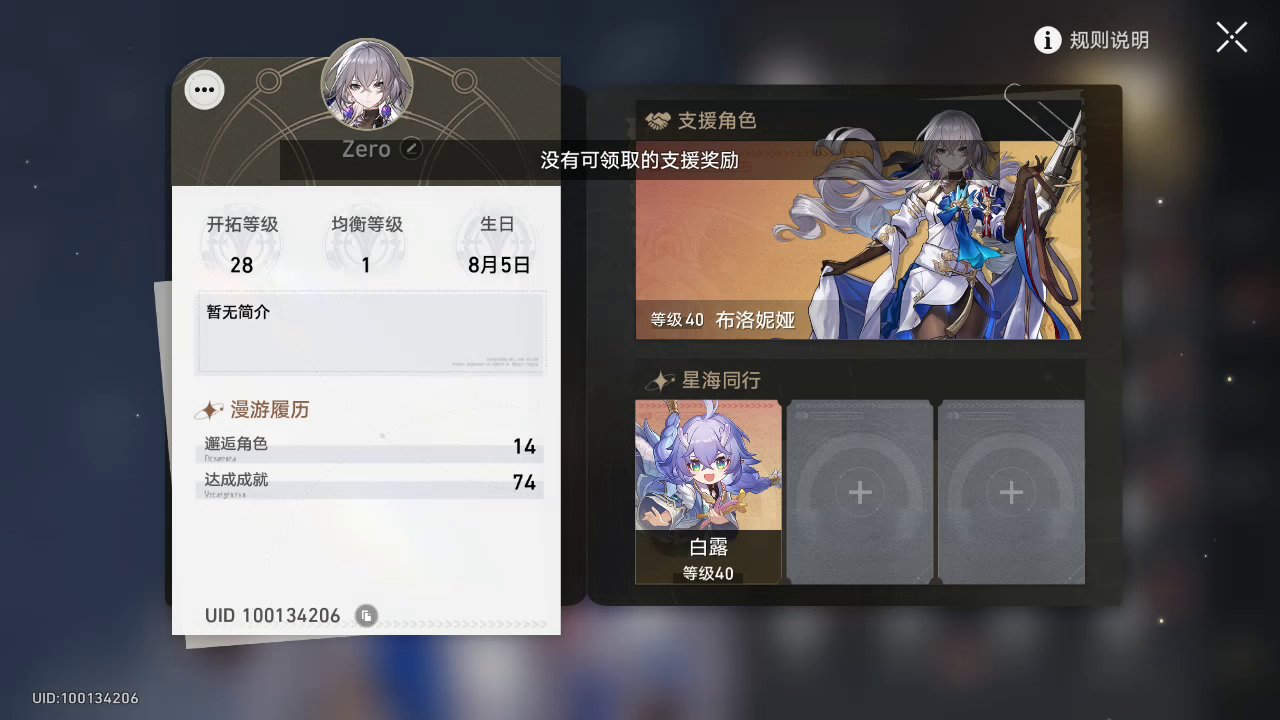 规则说明
Zero
没有可领取的支援奖励
开拓等级
28
均衡等级
1
生日
8月5日
暂无简介
漫游履历
邂逅角色 14
达成成就 74
UID 100134206
支援角色
等级40 布洛妮娅
星海同行
白露
等级40
UID:100134206